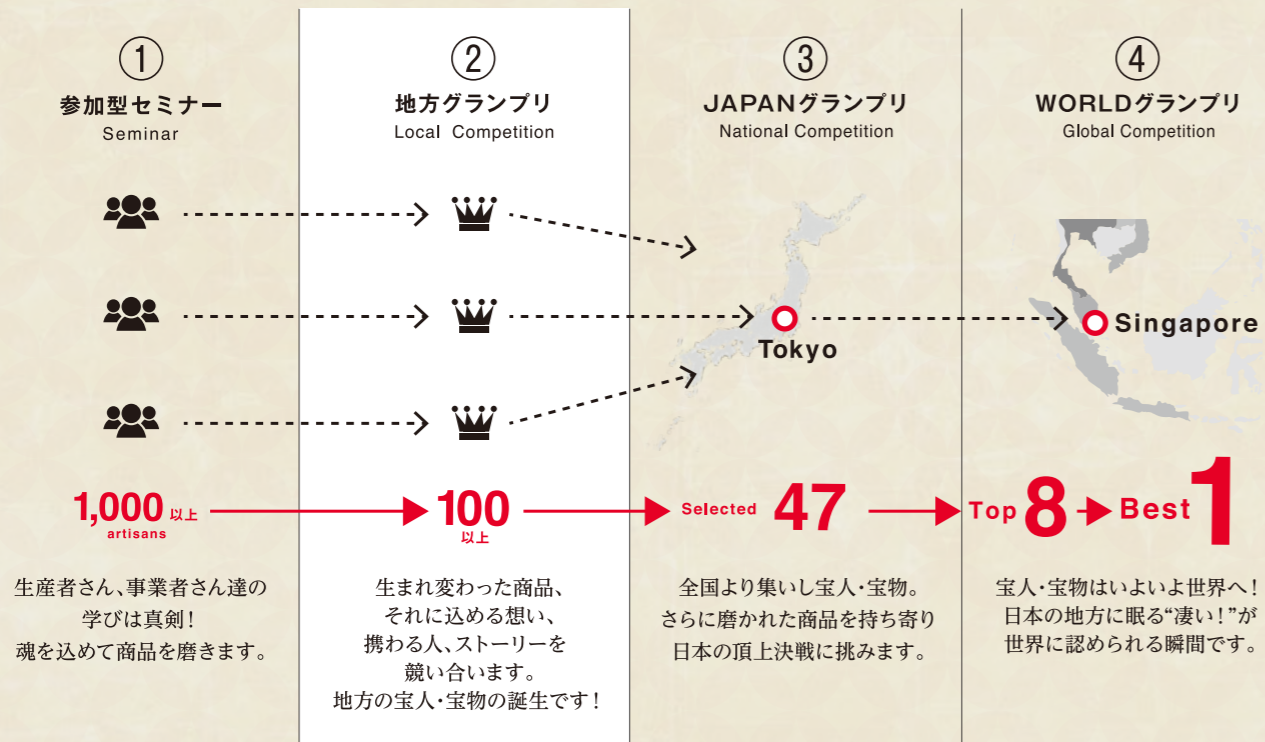 ①
参加型セミナー
Seminar
1,000 以上
artisans
生産者さん、事業者さん達の
学びは真剣！
魂を込めて商品を磨きます。
②
地方グランプリ
Local Competition
100
以上
生まれ変わった商品、
それに込める想い、
携わる人、ストーリーを
競い合います。
地方の宝人・宝物の誕生です！
③
JAPANグランプリ
National Competition
Tokyo
Selected 47
全国より集いし宝人・宝物。
さらに磨かれた商品を持ち寄り
日本の頂上決戦に挑みます。
④
WORLDグランプリ
Global Competition
Singapore
Top 8 Best 1
宝人・宝物はいよいよ世界へ！
日本の地方に眠る“凄い！”が
世界に認められる瞬間です。